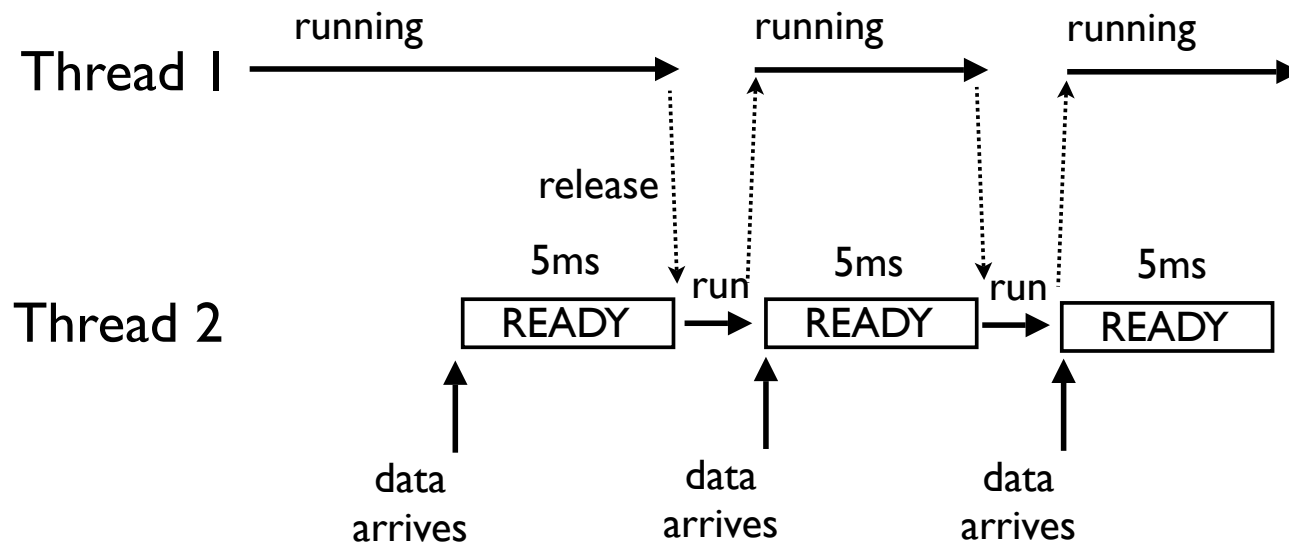 running
running
running
Thread 1
release
5ms
run
5ms
run
5ms
Thread 2
READY
READY
READY
data
arrives
data
arrives
data
arrives